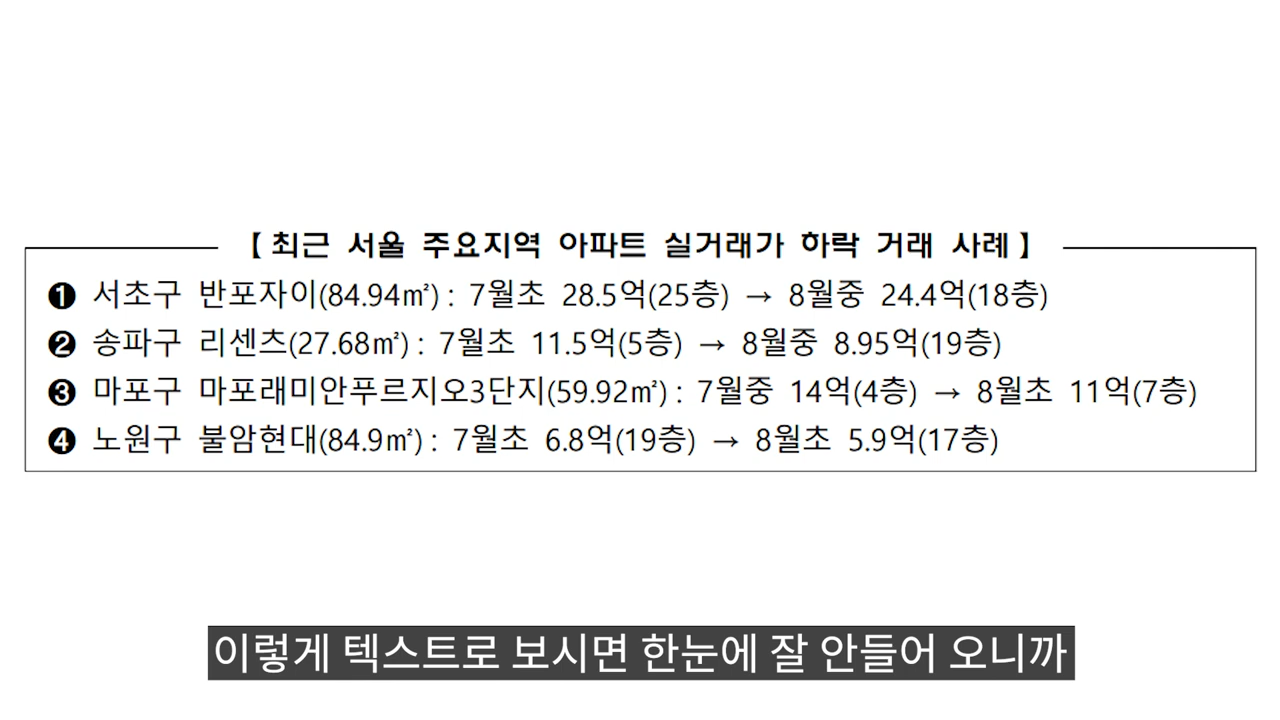 【 최근 서울 주요지역 아파트 실거래가 하락 거래 사례 】
❶ 서초구 반포자이(84.94㎡) : 7월초 28.5억(25층) → 8월중 24.4억(18층)
❷ 송파구 리센츠(27.68㎡) : 7월초 11.5억(5층) → 8월중 8.95억(19층)
❸ 마포구 마포래미안푸르지오3단지(59.92㎡) : 7월중 14억(4층) → 8월초 11억(7층)
❹ 노원구 불암현대(84.9㎡) : 7월초 6.8억(19층) → 8월초 5.9억(17층)
이렇게 텍스트로 보시면 한눈에 잘 안들어 오니까